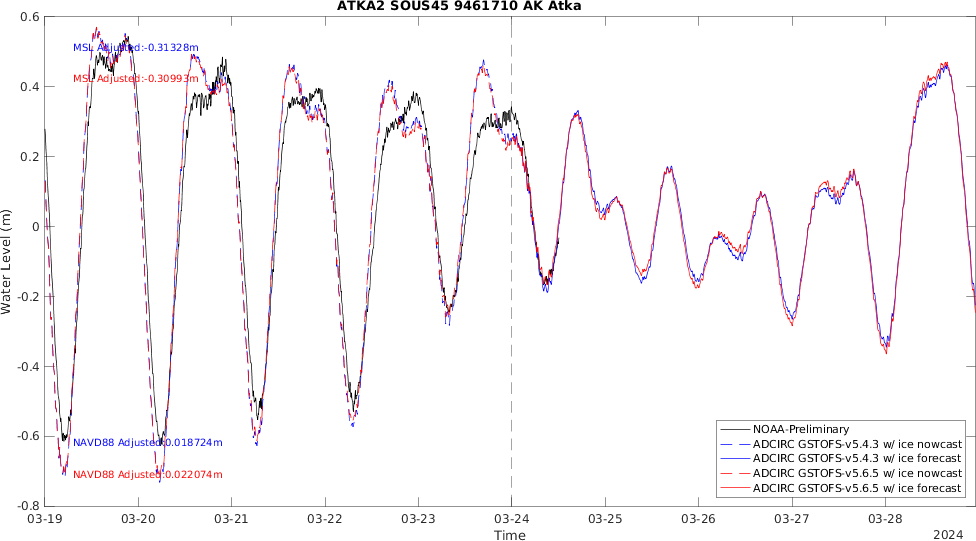 ATKA2 SOUS45 9461710 AK Atka
0.6
MSL Adjusted:-0.31328m
MSL Adjusted:-0.30993m
0.4
0.2
0
-0.2
-0.4
-0.6
-0.8
Water Level (m)
NAVD88 Adjusted:0.018724m
NAVD88 Adjusted:0.022074m
NOAA-Preliminary
ADCIRC GSTOFS-v5.4.3 w/ ice nowcast
ADCIRC GSTOFS-v5.4.3 w/ ice forecast
ADCIRC GSTOFS-v5.6.5 w/ ice nowcast
ADCIRC GSTOFS-v5.6.5 w/ ice forecast
03-19 03-20 03-21 03-22 03-23 03-24 03-25 03-26 03-27 03-28
Time
2024